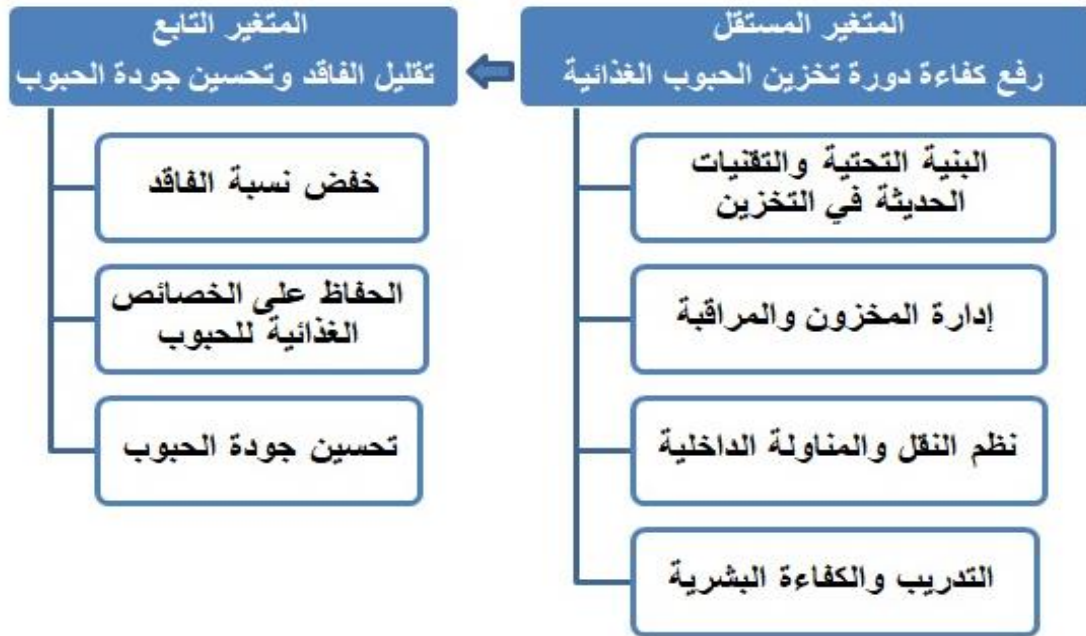 المتغير المستقل
رفع كفاءة دورة تخزين الحبوب الغذائية
البنية التحتية والتقنيات
الحديثة في التخزين
إدارة المخزون والمراقبة
نظم النقل والمناولة الداخلية
التدريب والكفاءة البشرية
المتغير التابع
تقليل الفاقد وتحسين جودة الحبوب
خفض نسبة الفاقد
الحفاظ على الخصائص
الغذائية للحبوب
تحسين جودة الحبوب